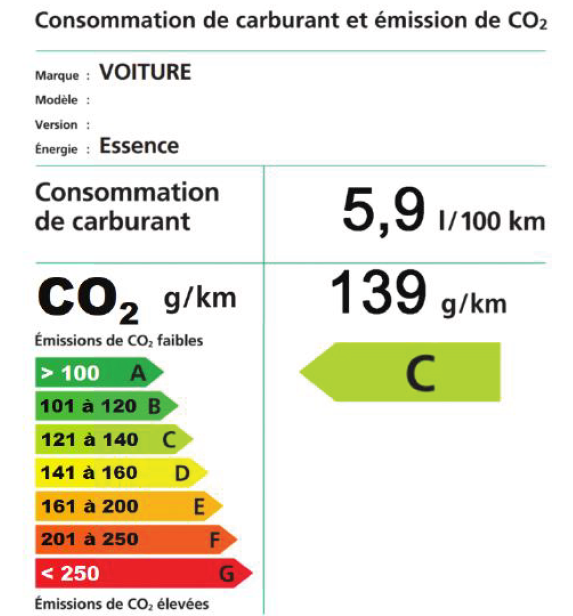 Consommation de carburant et émission de CO₂
Marque : VOITURE
Modèle :
Version :
Énergie : Essence
Consommation
de carburant
5,9 l/100 km
CO₂ g/km
139 g/km
Émissions de CO₂ faibles
> 100 A
101 à 120 B
121 à 140 C
141 à 160 D
161 à 200 E
201 à 250 F
< 250 G
Émissions de CO₂ élevées
C